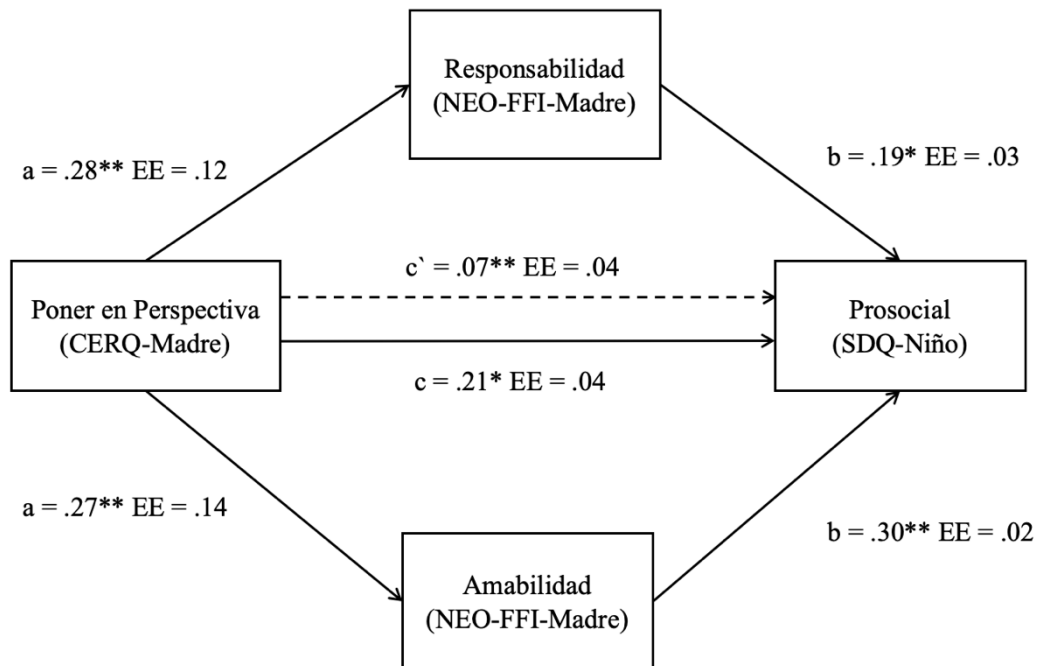 Responsabilidad
(NEO-FFI-Madre)
a = .28** EE = .12
b = .19* EE = .03
Poner en Perspectiva
(CERQ-Madre)
c` = .07** EE = .04
c = .21* EE = .04
Prosocial
(SDQ-Niño)
a = .27** EE = .14
b = .30** EE = .02
Amabilidad
(NEO-FFI-Madre)